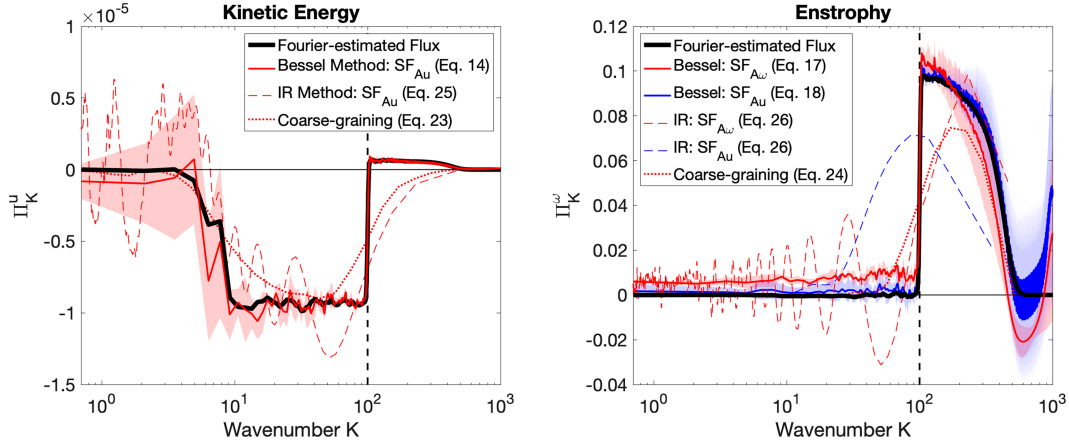 Kinetic Energy
×10⁻⁵
Fourier-estimated Flux
Bessel Method: SF_Au (Eq. 14)
IR Method: SF_Au (Eq. 25)
Coarse-graining (Eq. 23)
1
0.5
0
-0.5
-1
-1.5
Π^u_K
10⁰ 10¹ 10² 10³
Wavenumber K
Enstrophy
Fourier-estimated Flux
Bessel: SF_Aω (Eq. 17)
Bessel: SF_Au (Eq. 18)
IR: SF_Aω (Eq. 26)
IR: SF_Au (Eq. 26)
Coarse-graining (Eq. 24)
0.12
0.1
0.08
0.06
0.04
0.02
0
-0.02
-0.04
Π^ω_K
10⁰ 10¹ 10² 10³
Wavenumber K